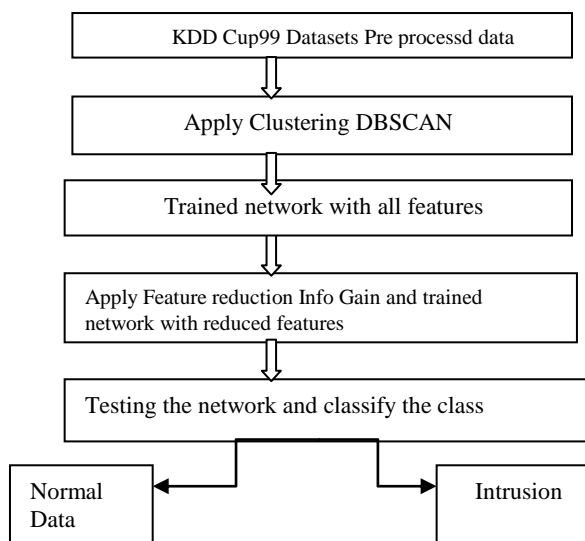 KDD Cup99 Datasets Pre processd data
Apply Clustering DBSCAN
Trained network with all features
Apply Feature reduction Info Gain and trained
network with reduced features
Testing the network and classify the class
Normal
Data
Intrusion